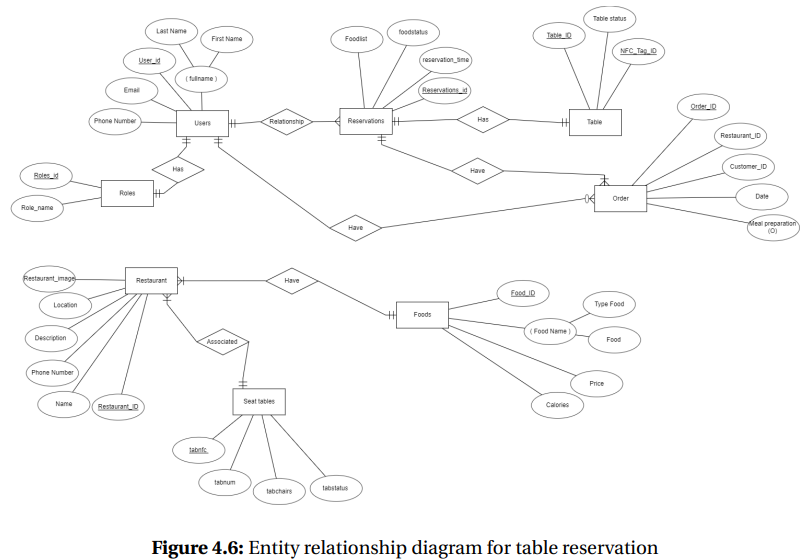 Last Name
First Name
User_id
( fullname )
Email
Phone Number
Users
Relationship
Foodlist
foodstatus
reservation_time
Reservations_id
Reservations
Has
Table_ID
Table status
NFC_Tag_ID
Table
Order_ID
Restaurant_ID
Customer_ID
Date
Meal preparation
(O)
Order
Have
Have
Has
Roles_id
Role_name
Roles
Restaurant_image
Location
Description
Phone Number
Name
Restaurant_ID
Restaurant
Have
Associated
Foods
Food_ID
( Food Name )
Type Food
Food
Price
Calories
Seat tables
tabnfc
tabnum
tabchairs
tabstatus
Figure 4.6: Entity relationship diagram for table reservation